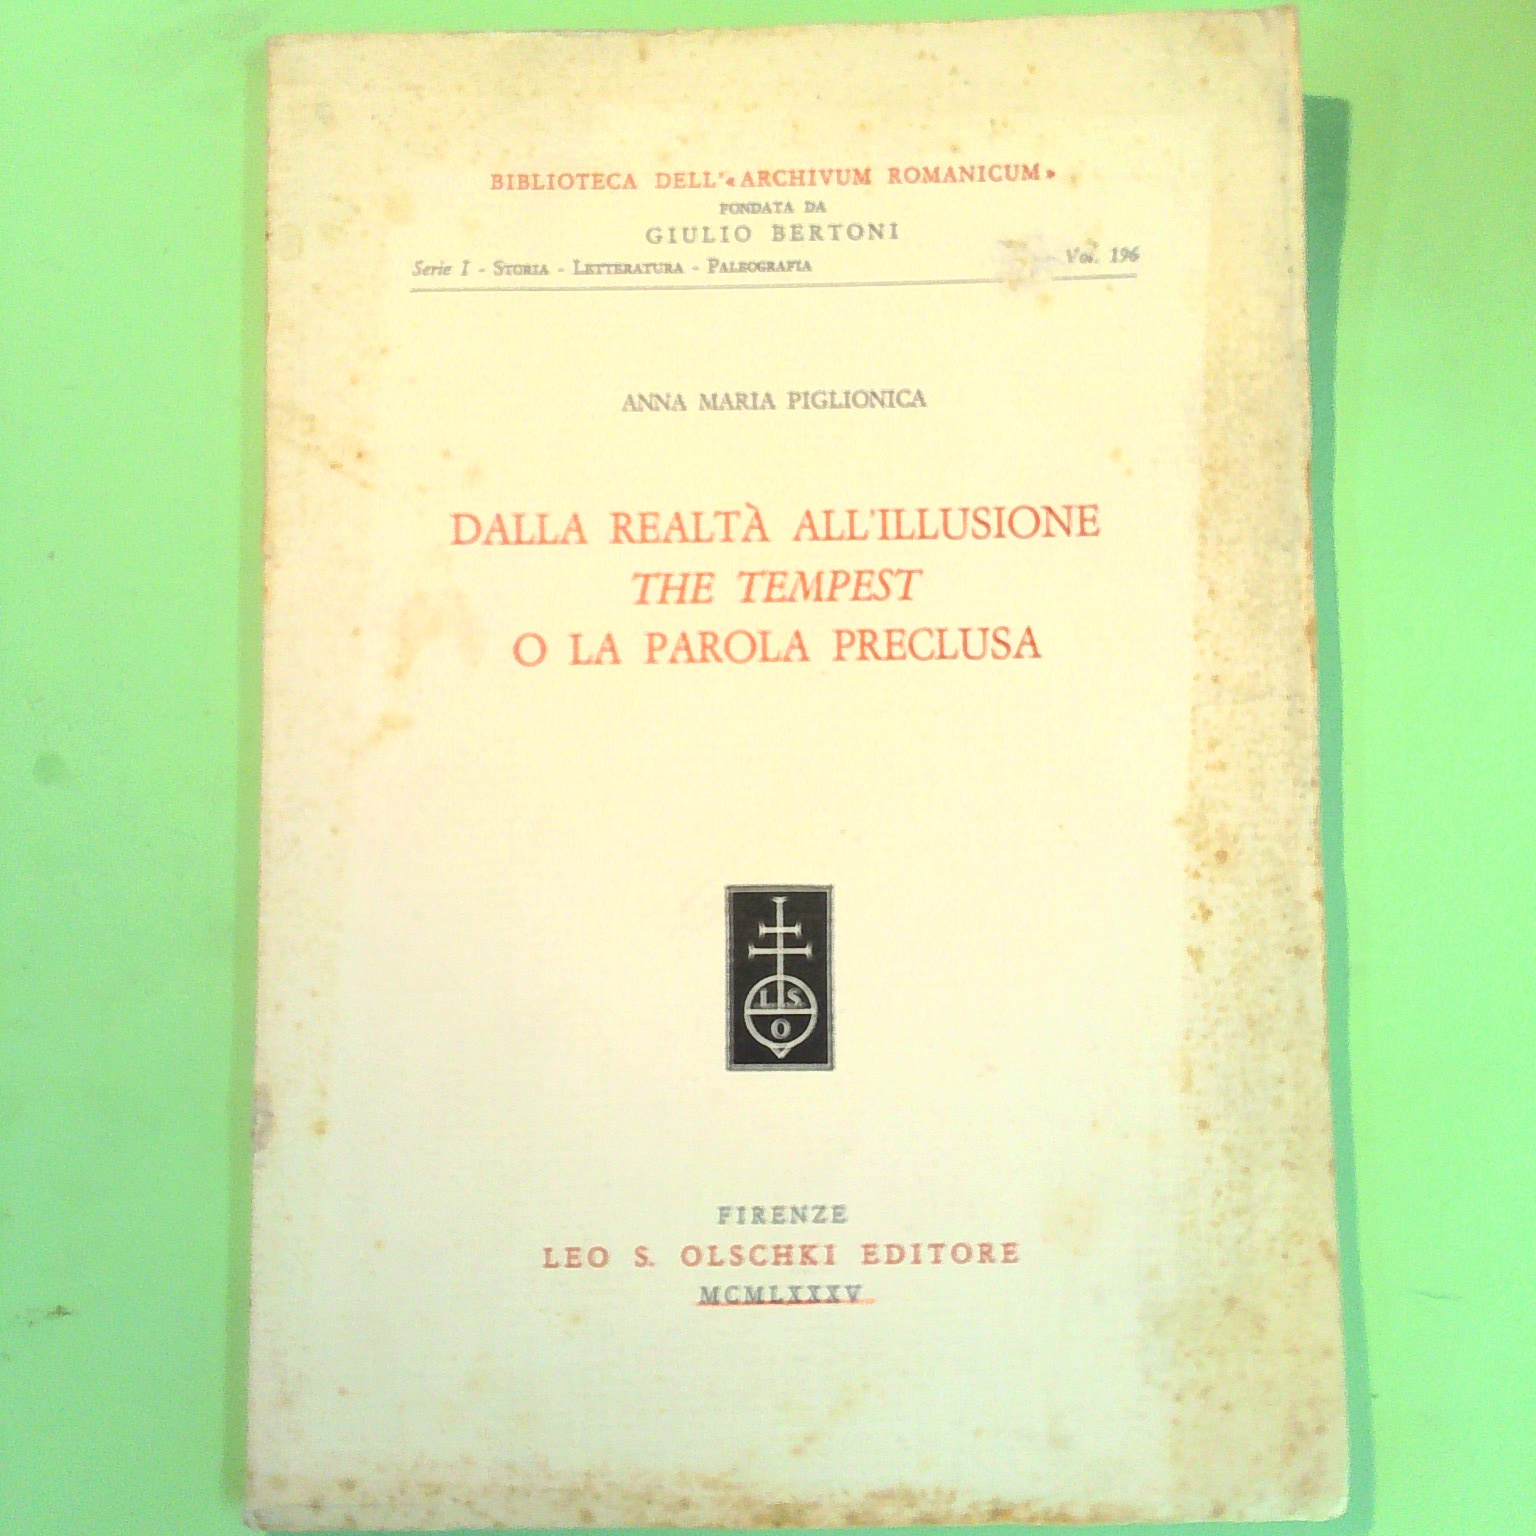 BIBLIOTECA DELL'«ARCHIVUM ROMANICUM»
FONDATA DA
GIULIO BERTONI
Serie I - STORIA - LETTERATURA - PALEOGRAFIA Vol. 196
ANNA MARIA PIGLIONICA
DALLA REALTÀ ALL'ILLUSIONE
THE TEMPEST
O LA PAROLA PRECLUSA
L. S.
O
FIRENZE
LEO S. OLSCHKI EDITORE
MCMLXXXV